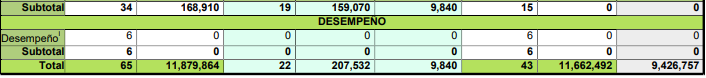 Subtotal 34 168,910 19 159,070 9,840 15 0 0
DESEMPEÑO
Desempeño¹ 6 0 0 0 0 6 0 0
Subtotal 6 0 0 0 0 6 0 0
Total 65 11,879,864 22 207,532 9,840 43 11,662,492 9,426,757